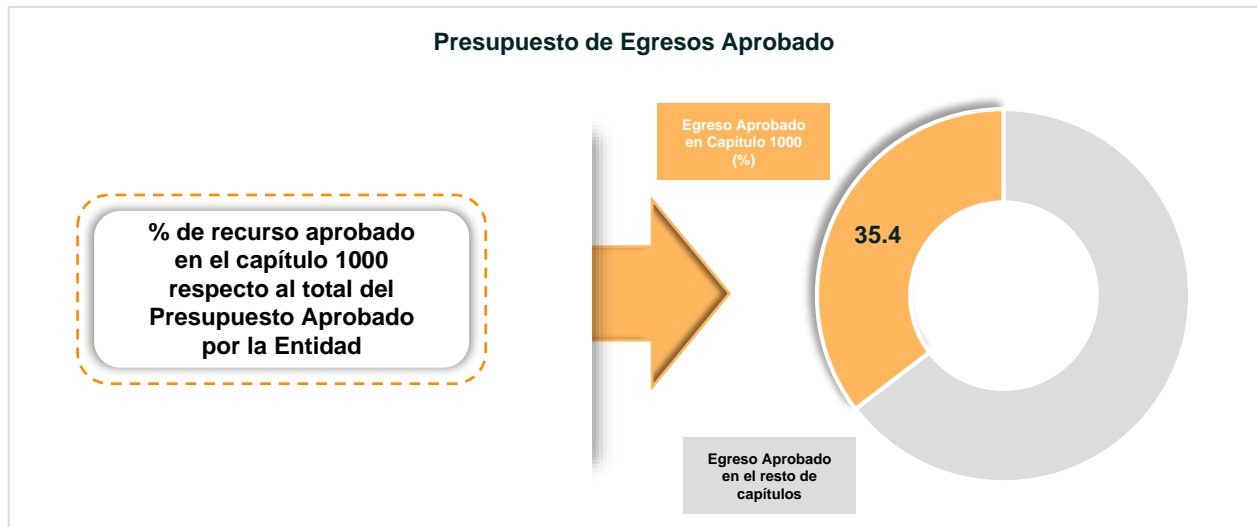 Presupuesto de Egresos Aprobado
% de recurso aprobado
en el capítulo 1000
respecto al total del
Presupuesto Aprobado
por la Entidad
Egreso Aprobado
en Capítulo 1000
(%)
35.4
Egreso Aprobado
en el resto de
capítulos